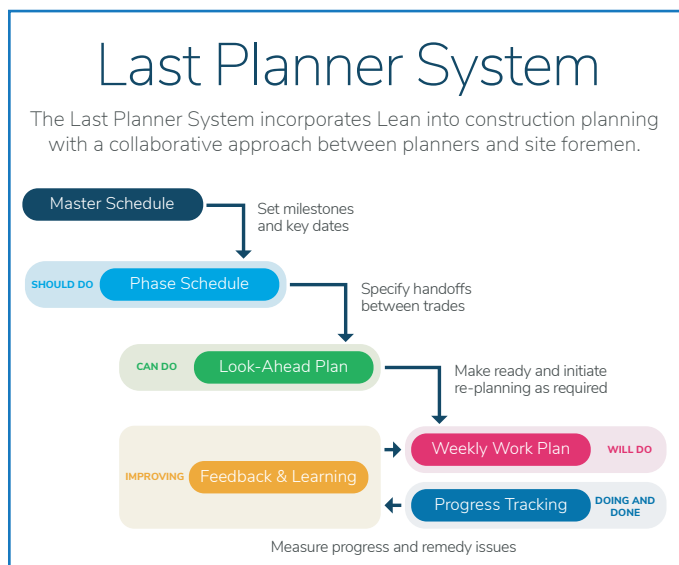 Last Planner System
The Last Planner System incorporates Lean into construction planning
with a collaborative approach between planners and site foremen.
Master Schedule
Set milestones
and key dates
SHOULD DO
Phase Schedule
Specify handoffs
between trades
CAN DO
Look-Ahead Plan
Make ready and initiate
re-planning as required
IMPROVING
Feedback & Learning
Weekly Work Plan
WILL DO
Progress Tracking
DOING AND
DONE
Measure progress and remedy issues